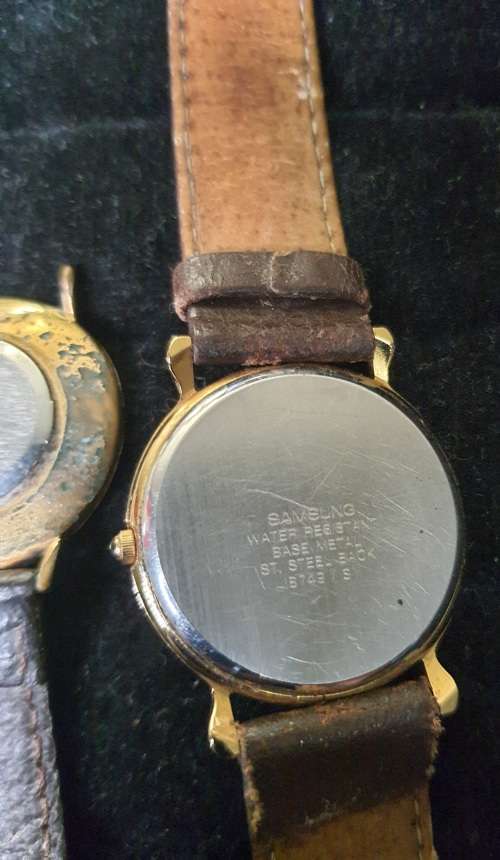 SAMSUNG
WATER RESISTANT
BASE METAL
ST. STEEL BACK